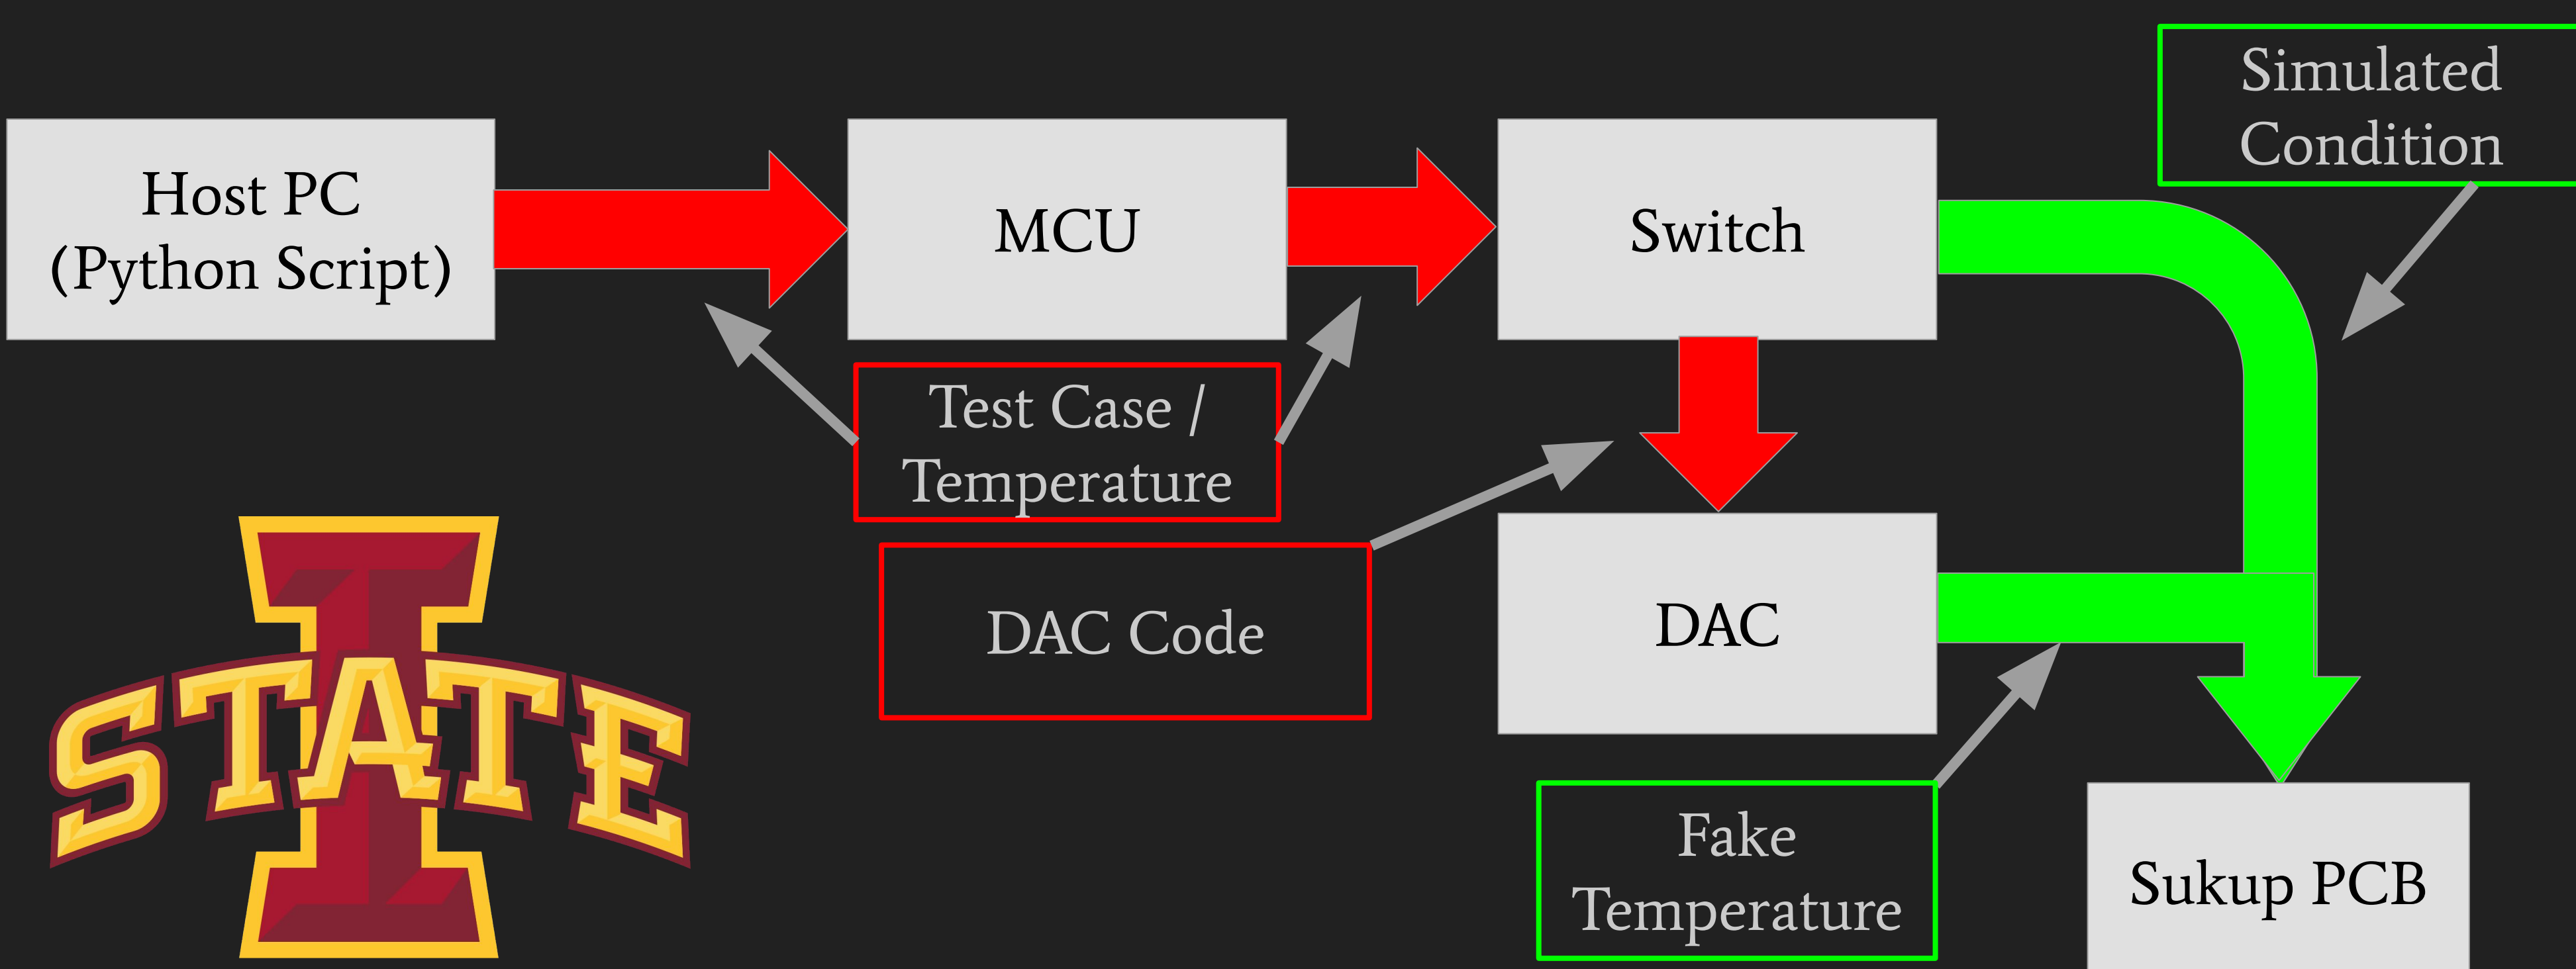 Simulated
Condition
Host PC
(Python Script)
MCU
Switch
Test Case /
Temperature
DAC Code
DAC
Fake
Temperature
Sukup PCB
I
STATE